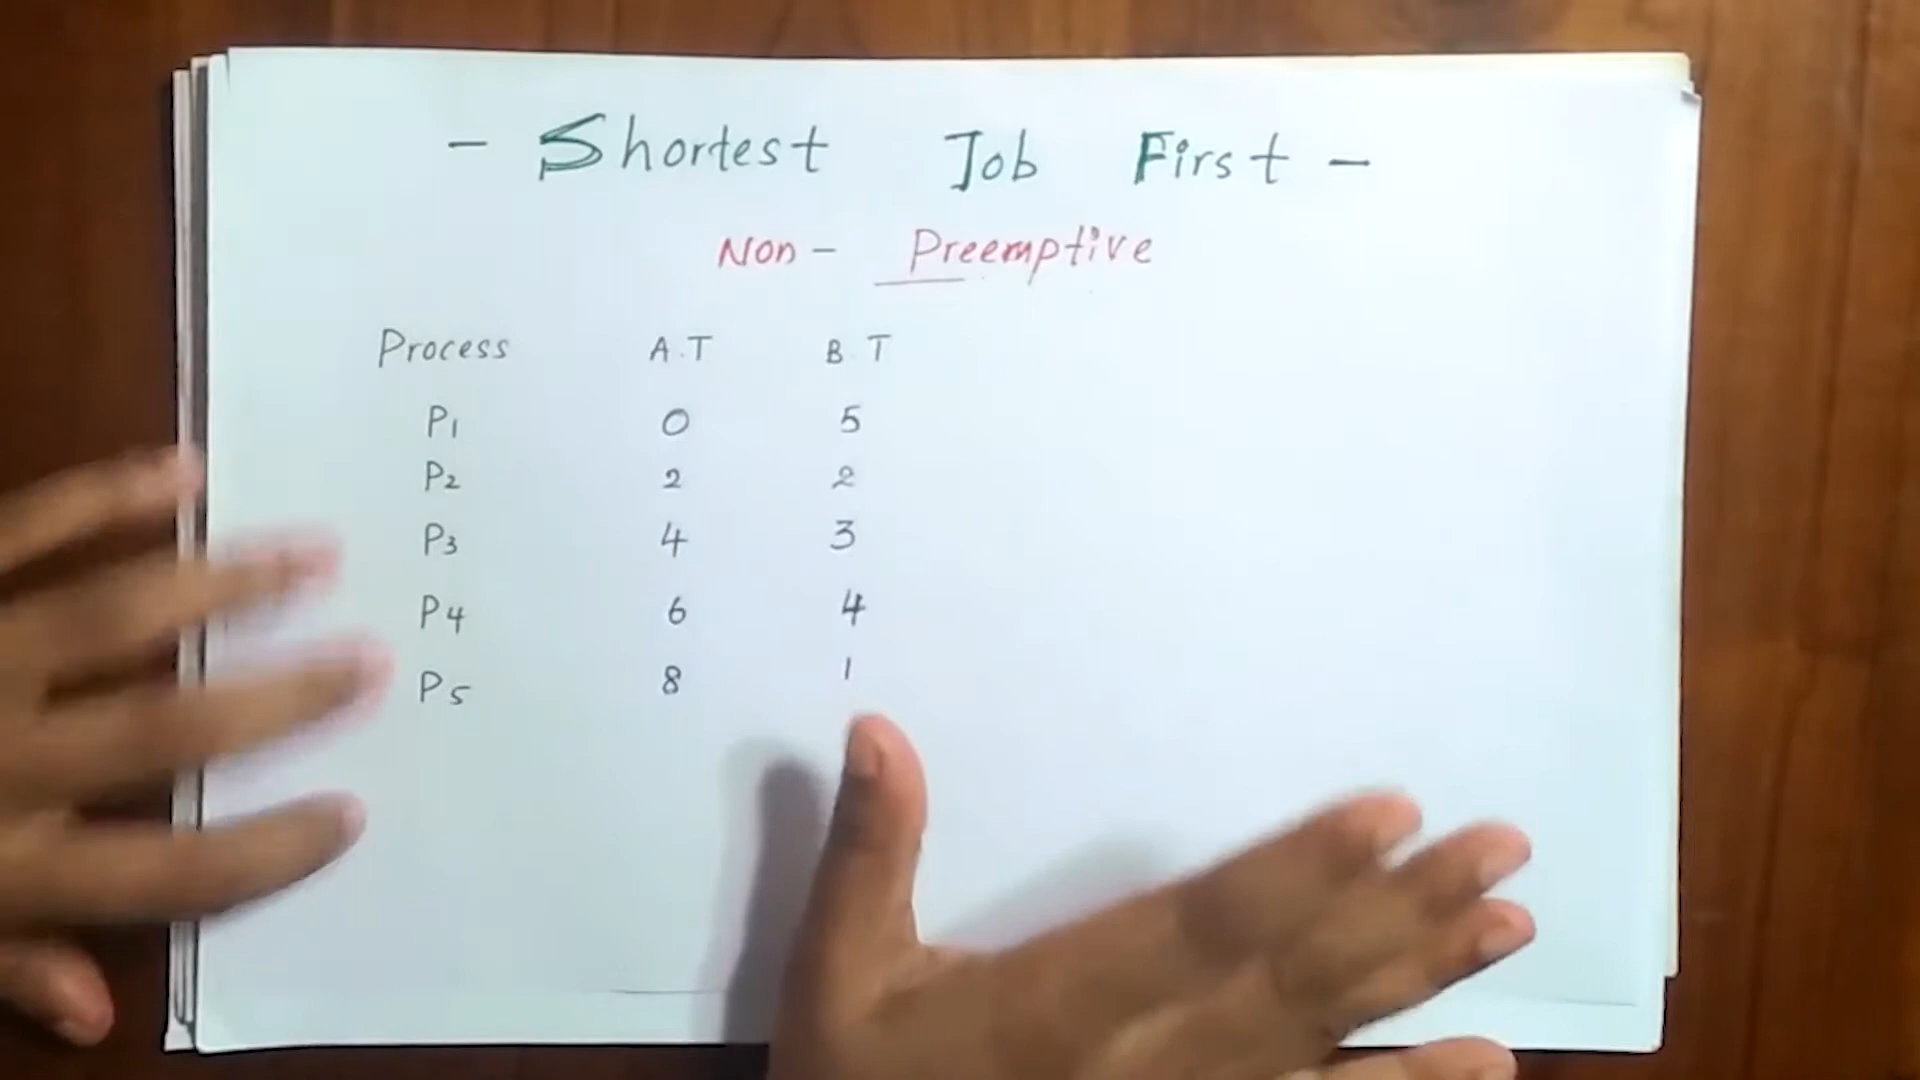 - Shortest Job First -
Non - Preemptive
Process A.T B T
P1 0 5
P2 2 2
P3 4 3
P4 6 4
P5 8 1